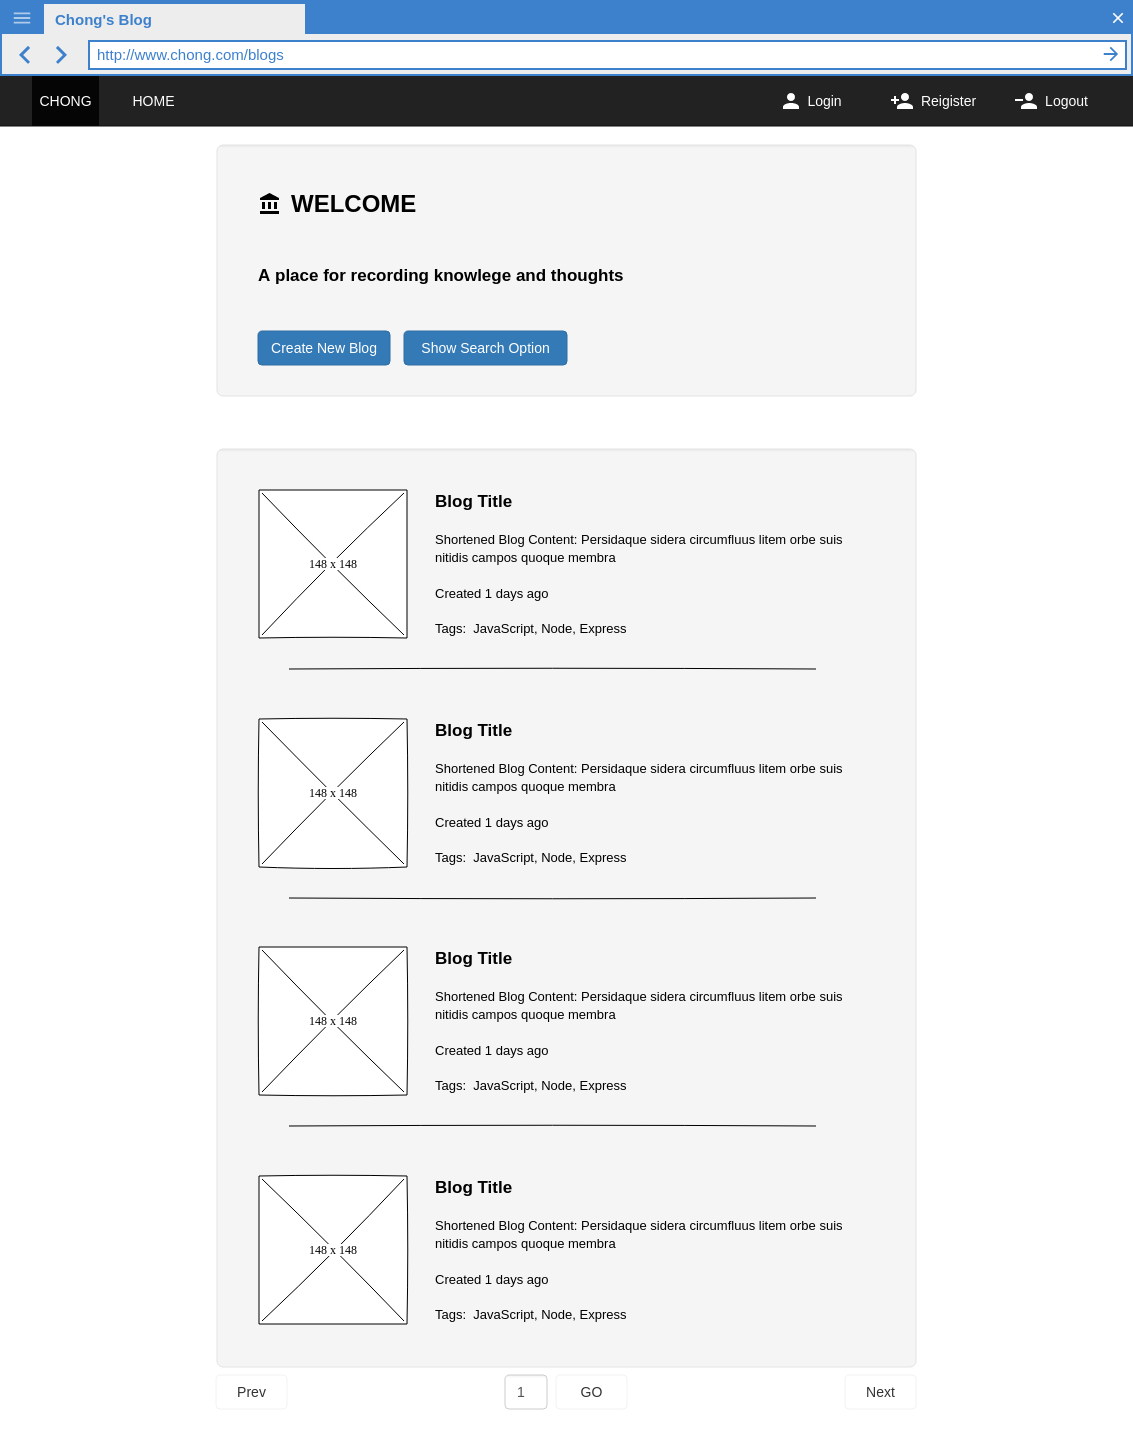 Chong's Blog
http://www.chong.com/blogs
CHONG HOME Login Reigister Logout
WELCOME
A place for recording knowlege and thoughts
Create New Blog Show Search Option
Blog Title
Shortened Blog Content: Persidaque sidera circumfluus litem orbe suis
nitidis campos quoque membra
148 x 148
Created 1 days ago
Tags: JavaScript, Node, Express
Blog Title
Shortened Blog Content: Persidaque sidera circumfluus litem orbe suis
nitidis campos quoque membra
148 x 148
Created 1 days ago
Tags: JavaScript, Node, Express
Blog Title
Shortened Blog Content: Persidaque sidera circumfluus litem orbe suis
nitidis campos quoque membra
148 x 148
Created 1 days ago
Tags: JavaScript, Node, Express
Blog Title
Shortened Blog Content: Persidaque sidera circumfluus litem orbe suis
nitidis campos quoque membra
148 x 148
Created 1 days ago
Tags: JavaScript, Node, Express
Prev 1 GO Next